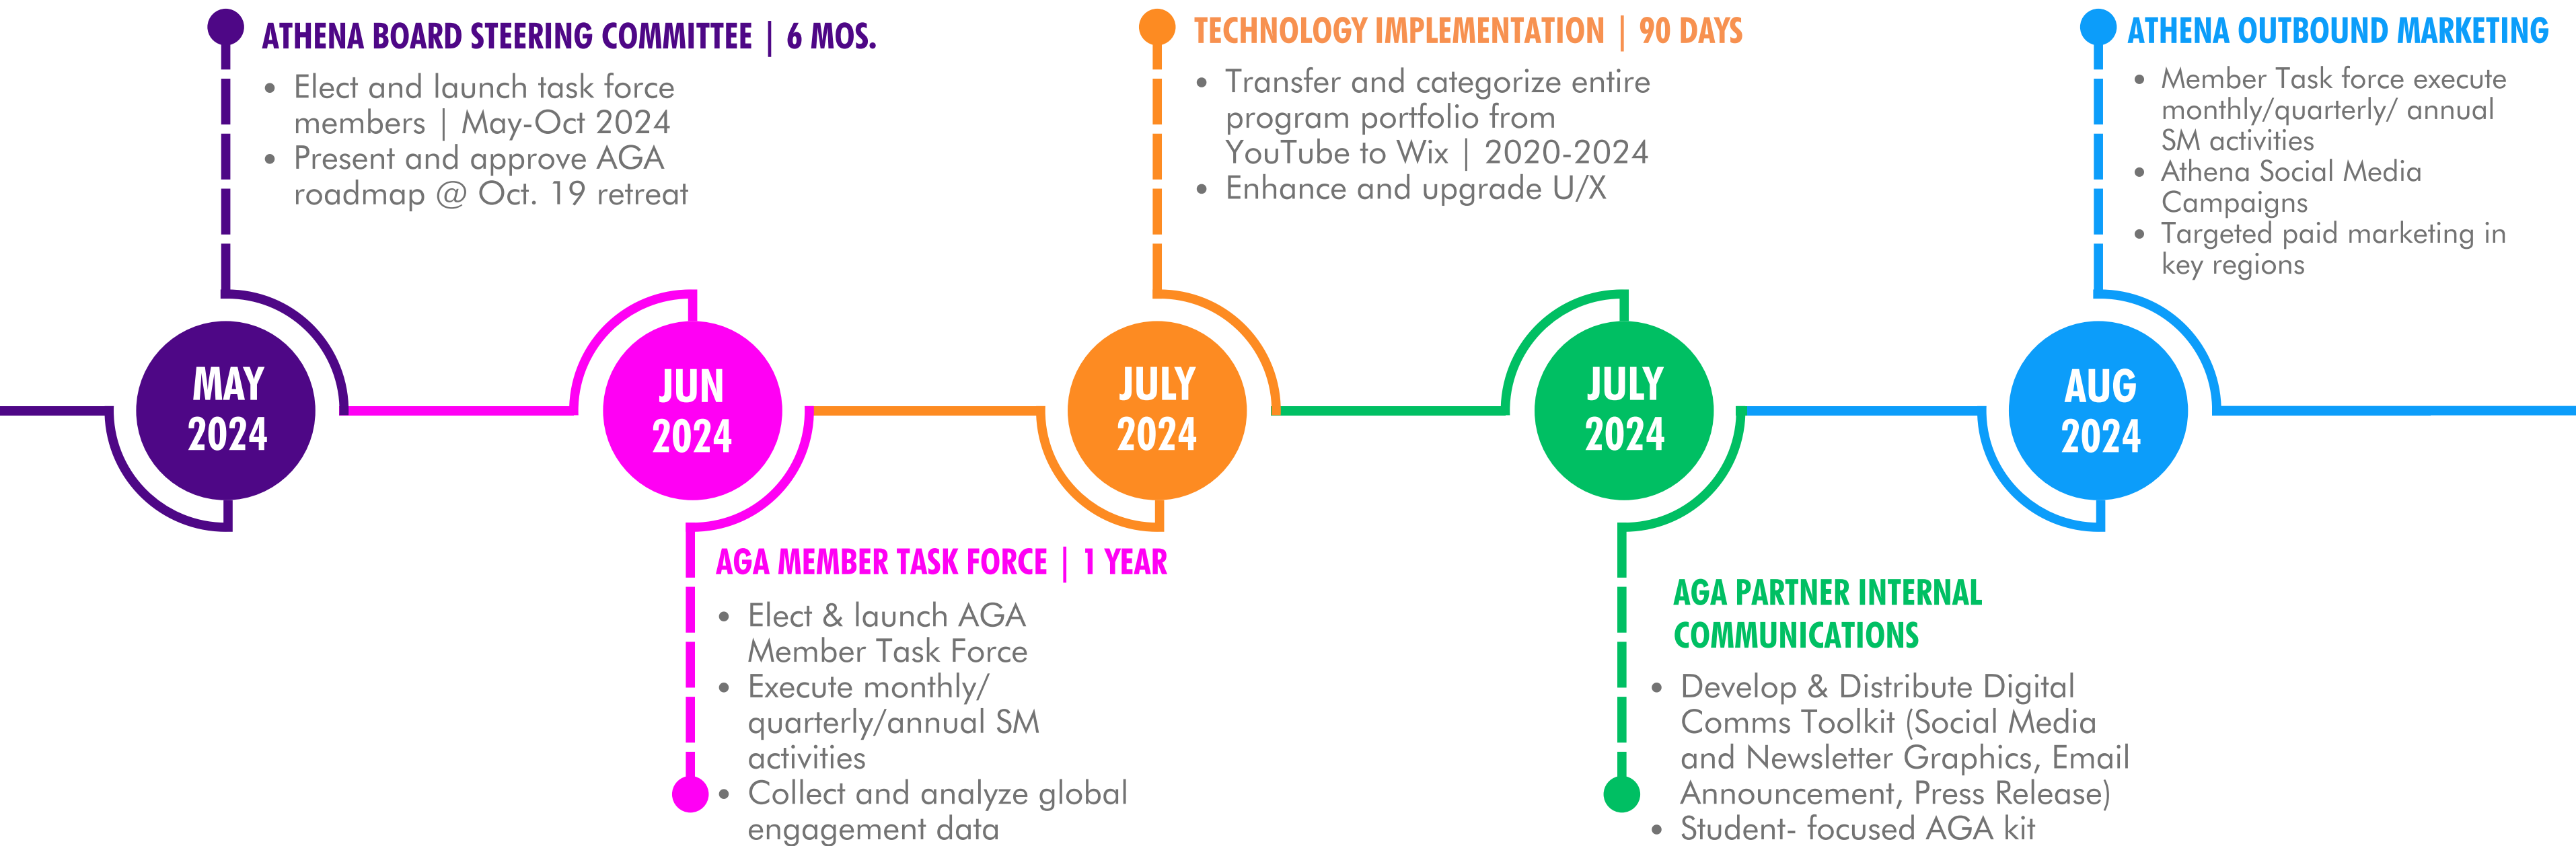 ATHENA BOARD STEERING COMMITTEE | 6 MOS.
• Elect and launch task force
members | May-Oct 2024
• Present and approve AGA
roadmap @ Oct. 19 retreat
TECHNOLOGY IMPLEMENTATION | 90 DAYS
• Transfer and categorize entire
program portfolio from
YouTube to Wix | 2020-2024
• Enhance and upgrade U/X
ATHENA OUTBOUND MARKETING
• Member Task force execute
monthly/quarterly/ annual
SM activities
• Athena Social Media
Campaigns
• Targeted paid marketing in
key regions
MAY
2024
JUN
2024
JULY
2024
JULY
2024
AUG
2024
AGA MEMBER TASK FORCE | 1 YEAR
• Elect & launch AGA
Member Task Force
• Execute monthly/
quarterly/annual SM
activities
• Collect and analyze global
engagement data
AGA PARTNER INTERNAL
COMMUNICATIONS
• Develop & Distribute Digital
Comms Toolkit (Social Media
and Newsletter Graphics, Email
Announcement, Press Release)
• Student- focused AGA kit